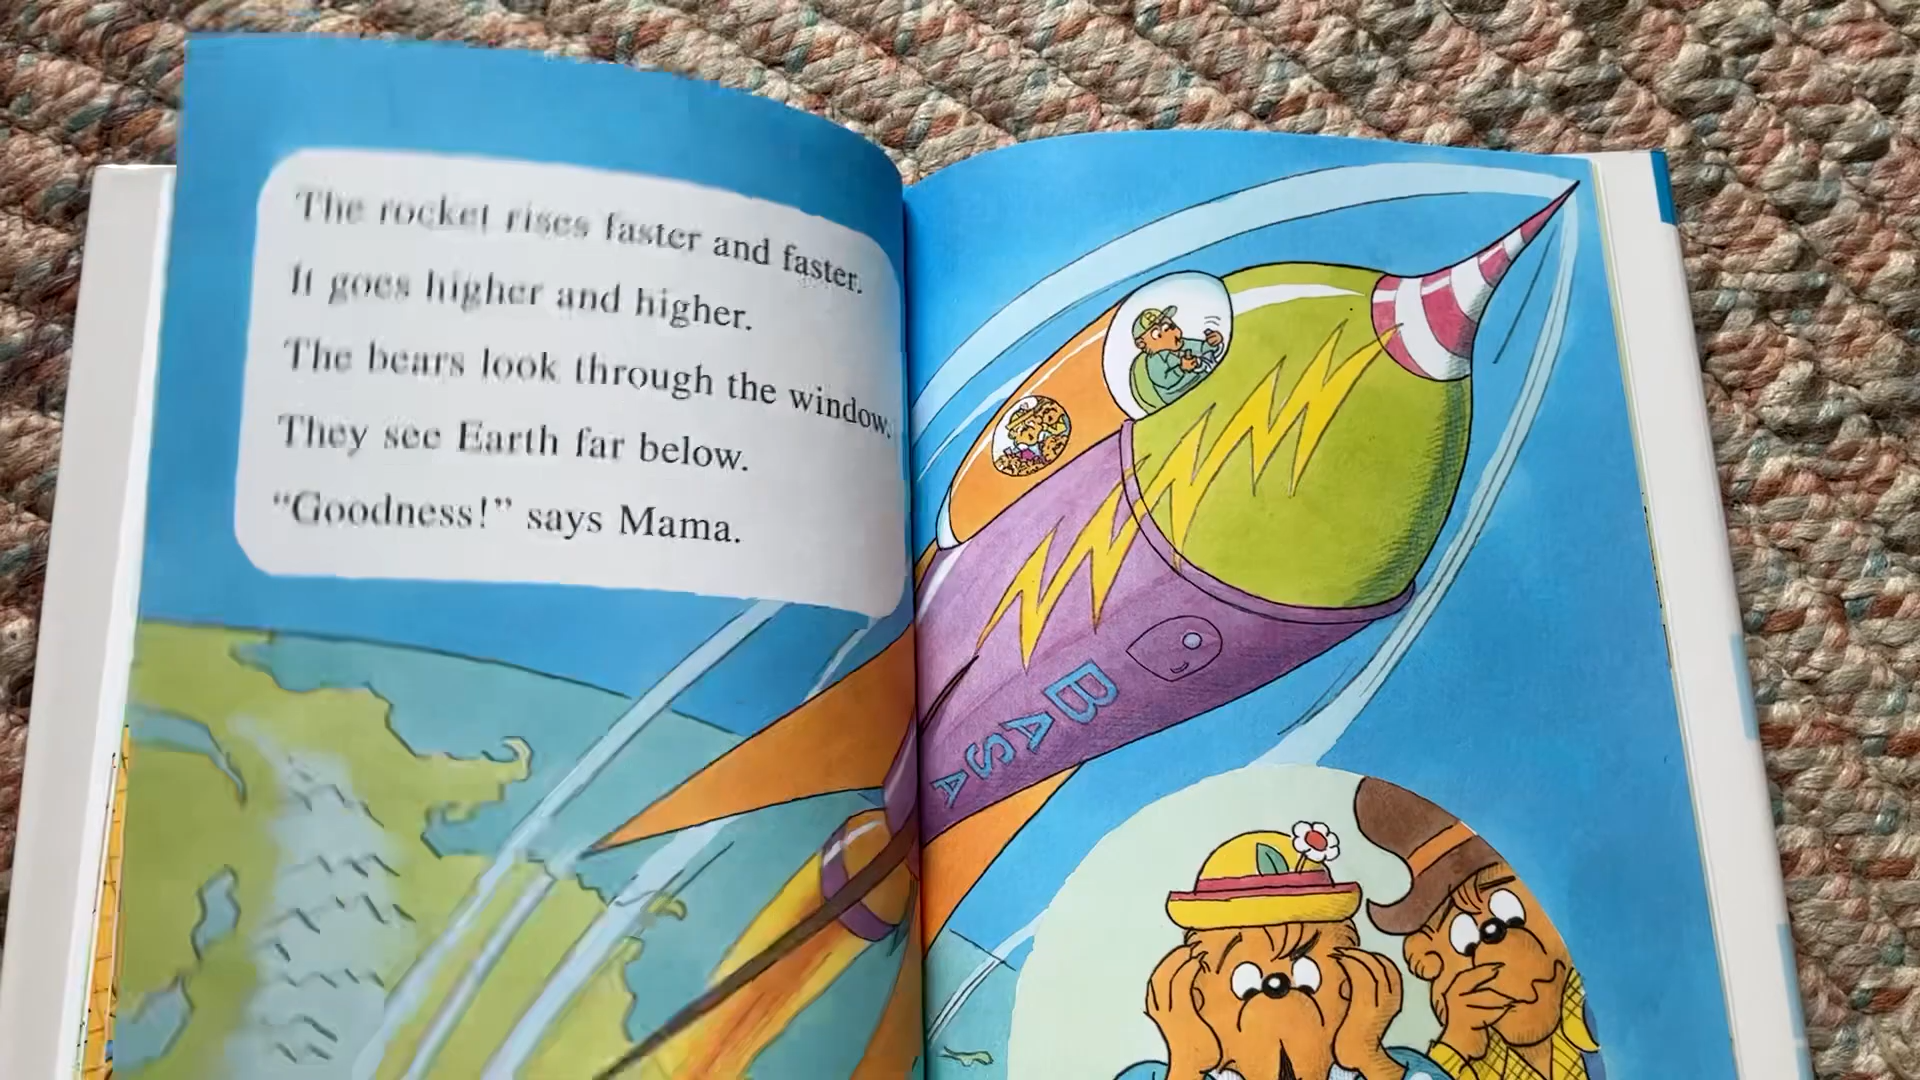 The rocket rises faster and faster.
It goes higher and higher.
The bears look through the window.
They see Earth far below.
“Goodness!” says Mama.
BASA